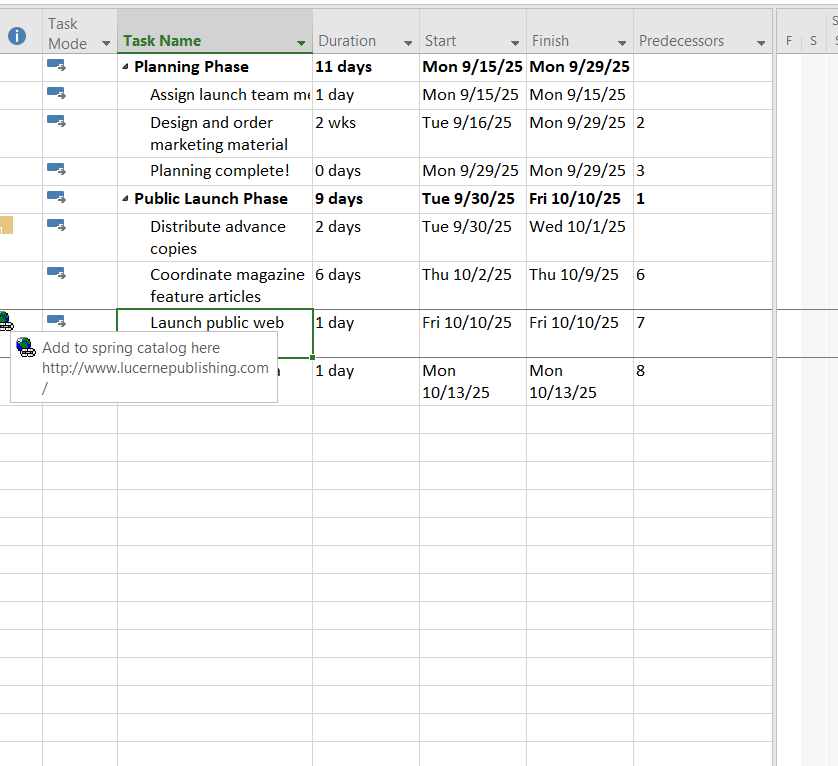 Task
Mode
Task Name
Duration
Start
Finish
Predecessors
F
S
S
Planning Phase 11 days Mon 9/15/25 Mon 9/29/25
Assign launch team me 1 day Mon 9/15/25 Mon 9/15/25
Design and order 2 wks Tue 9/16/25 Mon 9/29/25 2
marketing material
Planning complete! 0 days Mon 9/29/25 Mon 9/29/25 3
Public Launch Phase 9 days Tue 9/30/25 Fri 10/10/25 1
Distribute advance 2 days Tue 9/30/25 Wed 10/1/25
copies
Coordinate magazine 6 days Thu 10/2/25 Thu 10/9/25 6
feature articles
Launch public web 1 day Fri 10/10/25 Fri 10/10/25 7
Add to spring catalog here
http://www.lucernepublishing.com
/
1 day Mon Mon 8
10/13/25 10/13/25